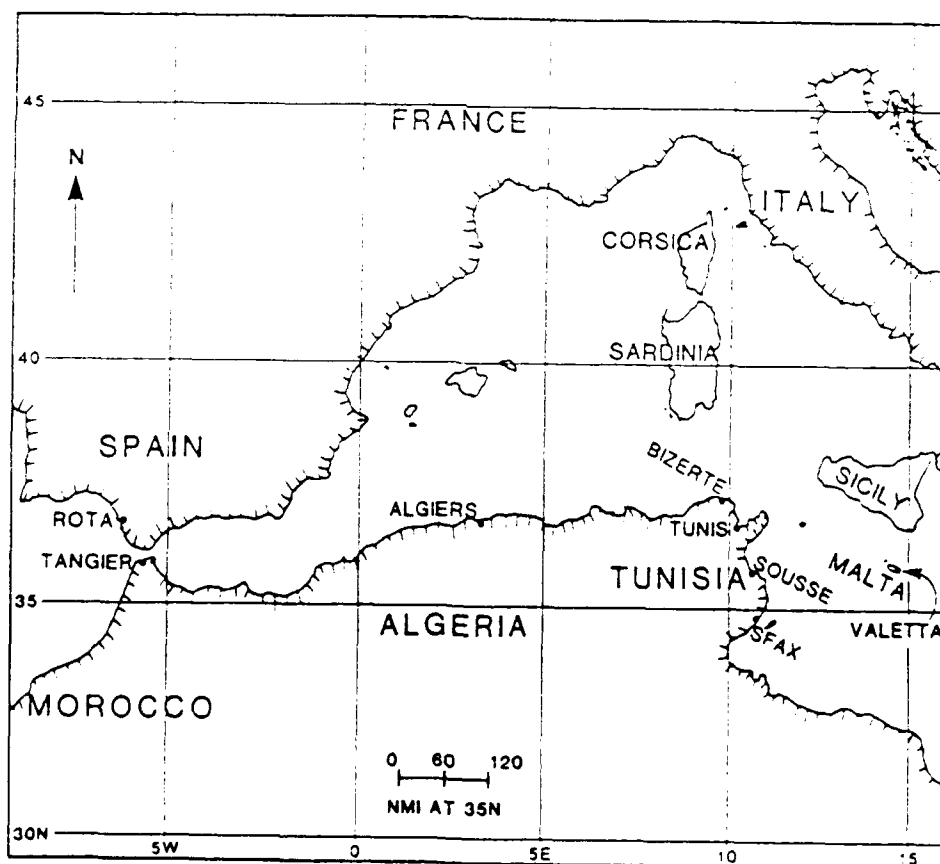 45
FRANCE
N
ITALY
CORSICA
40
SARDINIA
SPAIN
BIZERTE
SICILY
ROTA
ALGIERS
TUNIS
TANGIER
TUNISIA
SOUSSE
MALTA
35
ALGERIA
SFAX
VALETTA
MOROCCO
0 60 120
NMI AT 35N
30N
5W 0 5E 10 15